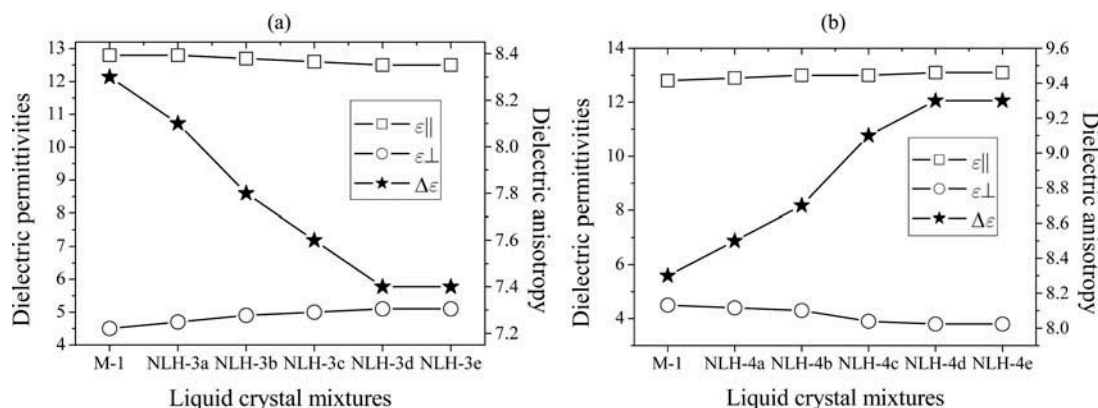 (a)
13
12
11
10
9
8
7
6
5
4
Dielectric permittivities
8.4
8.2
8.0
7.8
7.6
7.4
7.2
Dielectric anisotropy
ε||
ε⊥
Δε
M-1 NLH-3a NLH-3b NLH-3c NLH-3d NLH-3e
Liquid crystal mixtures
(b)
14
12
10
8
6
4
Dielectric permittivities
9.6
9.4
9.2
9.0
8.8
8.6
8.4
8.2
8.0
Dielectric anisotropy
ε||
ε⊥
Δε
M-1 NLH-4a NLH-4b NLH-4c NLH-4d NLH-4e
Liquid crystal mixtures